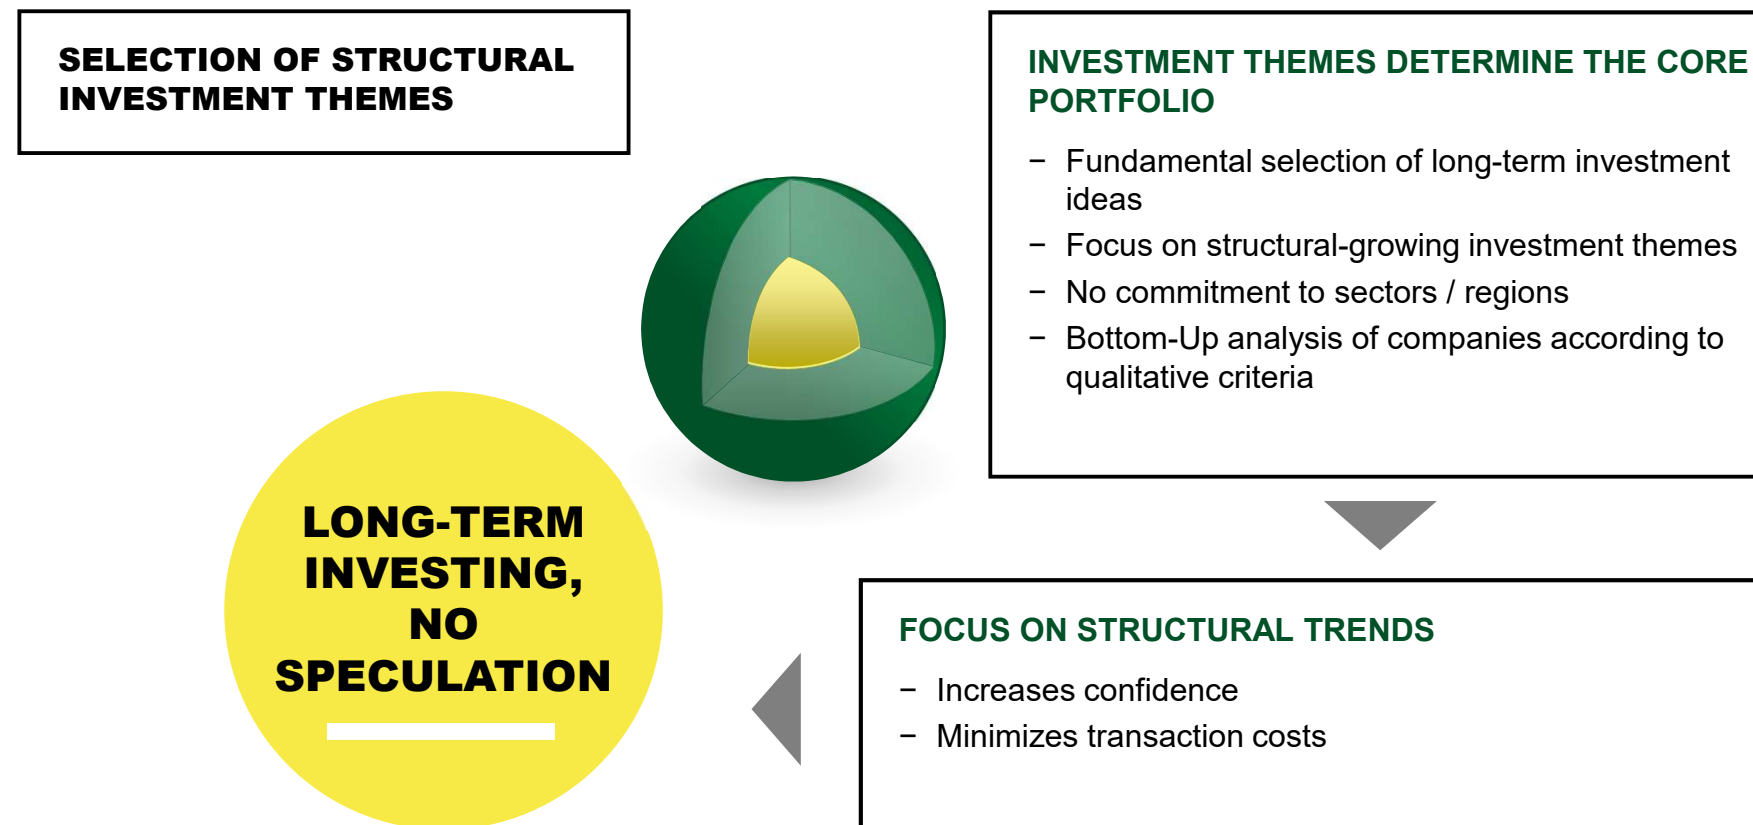 SELECTION OF STRUCTURAL
INVESTMENT THEMES
INVESTMENT THEMES DETERMINE THE CORE
PORTFOLIO
− Fundamental selection of long-term investment
ideas
− Focus on structural-growing investment themes
− No commitment to sectors / regions
− Bottom-Up analysis of companies according to
qualitative criteria
FOCUS ON STRUCTURAL TRENDS
− Increases confidence
− Minimizes transaction costs
LONG-TERM
INVESTING,
NO
SPECULATION